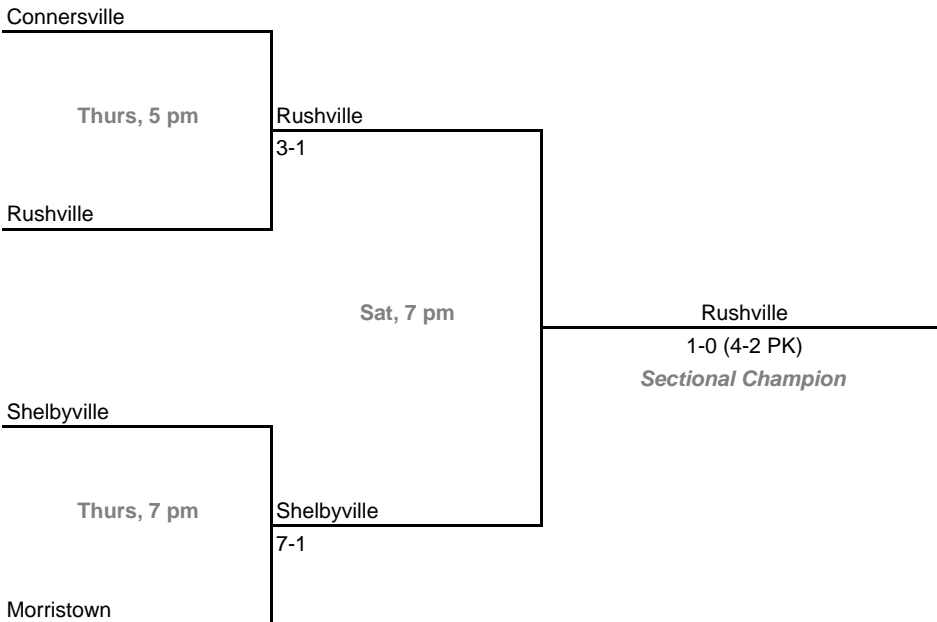 Connersville
Thurs, 5 pm
Rushville
3-1
Rushville
Sat, 7 pm
Rushville
1-0 (4-2 PK)
Sectional Champion
Shelbyville
Thurs, 7 pm
Shelbyville
7-1
Morristown